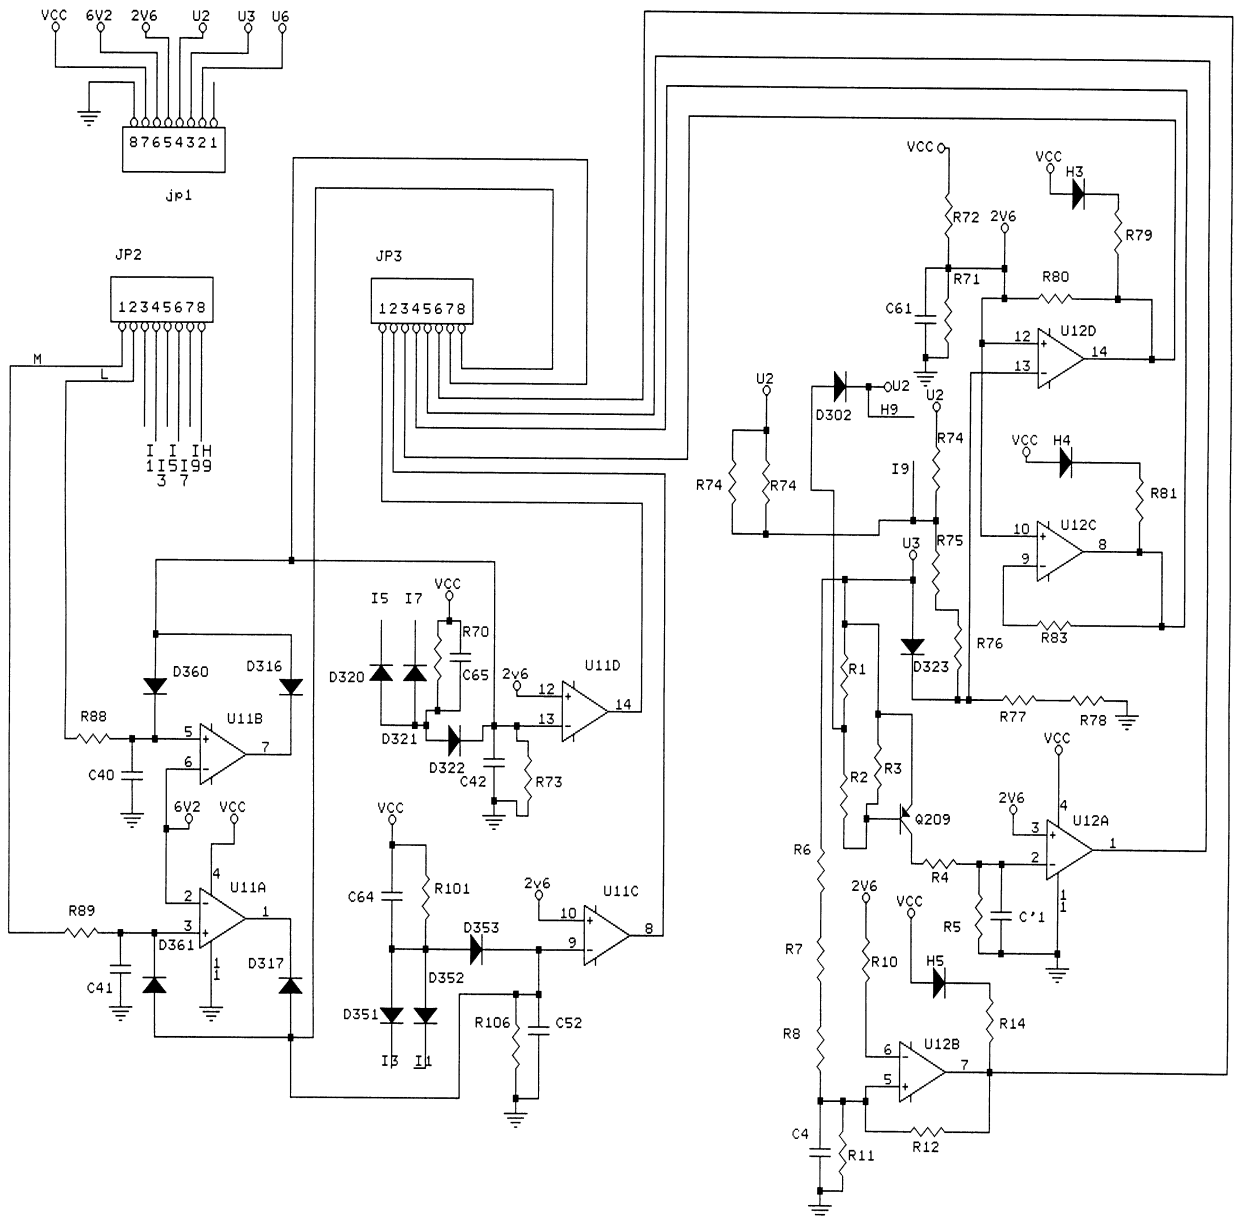 VCC 6V2 2V6 U2 U3 U6
87654321
jp1
JP2
12345678
M
L
I I IH
1I5I99
3 7
JP3
12345678
VCC
R72
2V6
VCC
H3
R79
R71
R80
C61
12
13
U12D
14
U2
D302
U2
H9
U2
R74
VCC
H4
R81
R74
R74
I9
R75
U3
10
9
U12C
8
R83
R76
D323
R77
R78
I5
I7
VCC
R70
C65
D320
D321
D322
2v6
12
13
U11D
14
C42
R73
D360
D316
R88
5
6
U11B
7
C40
6V2
VCC
4
2
3
U11A
1
1
1
R89
D361
D317
C41
VCC
C64
R101
D353
2v6
10
9
U11C
8
D352
D351
R106
C52
I3
I1
R1
R2
R3
Q209
R4
VCC
2V6
4
3
2
U12A
1
1
1
R5
C'1
R6
R7
R8
2V6
R10
VCC
H5
R14
6
5
U12B
7
R12
C4
R11